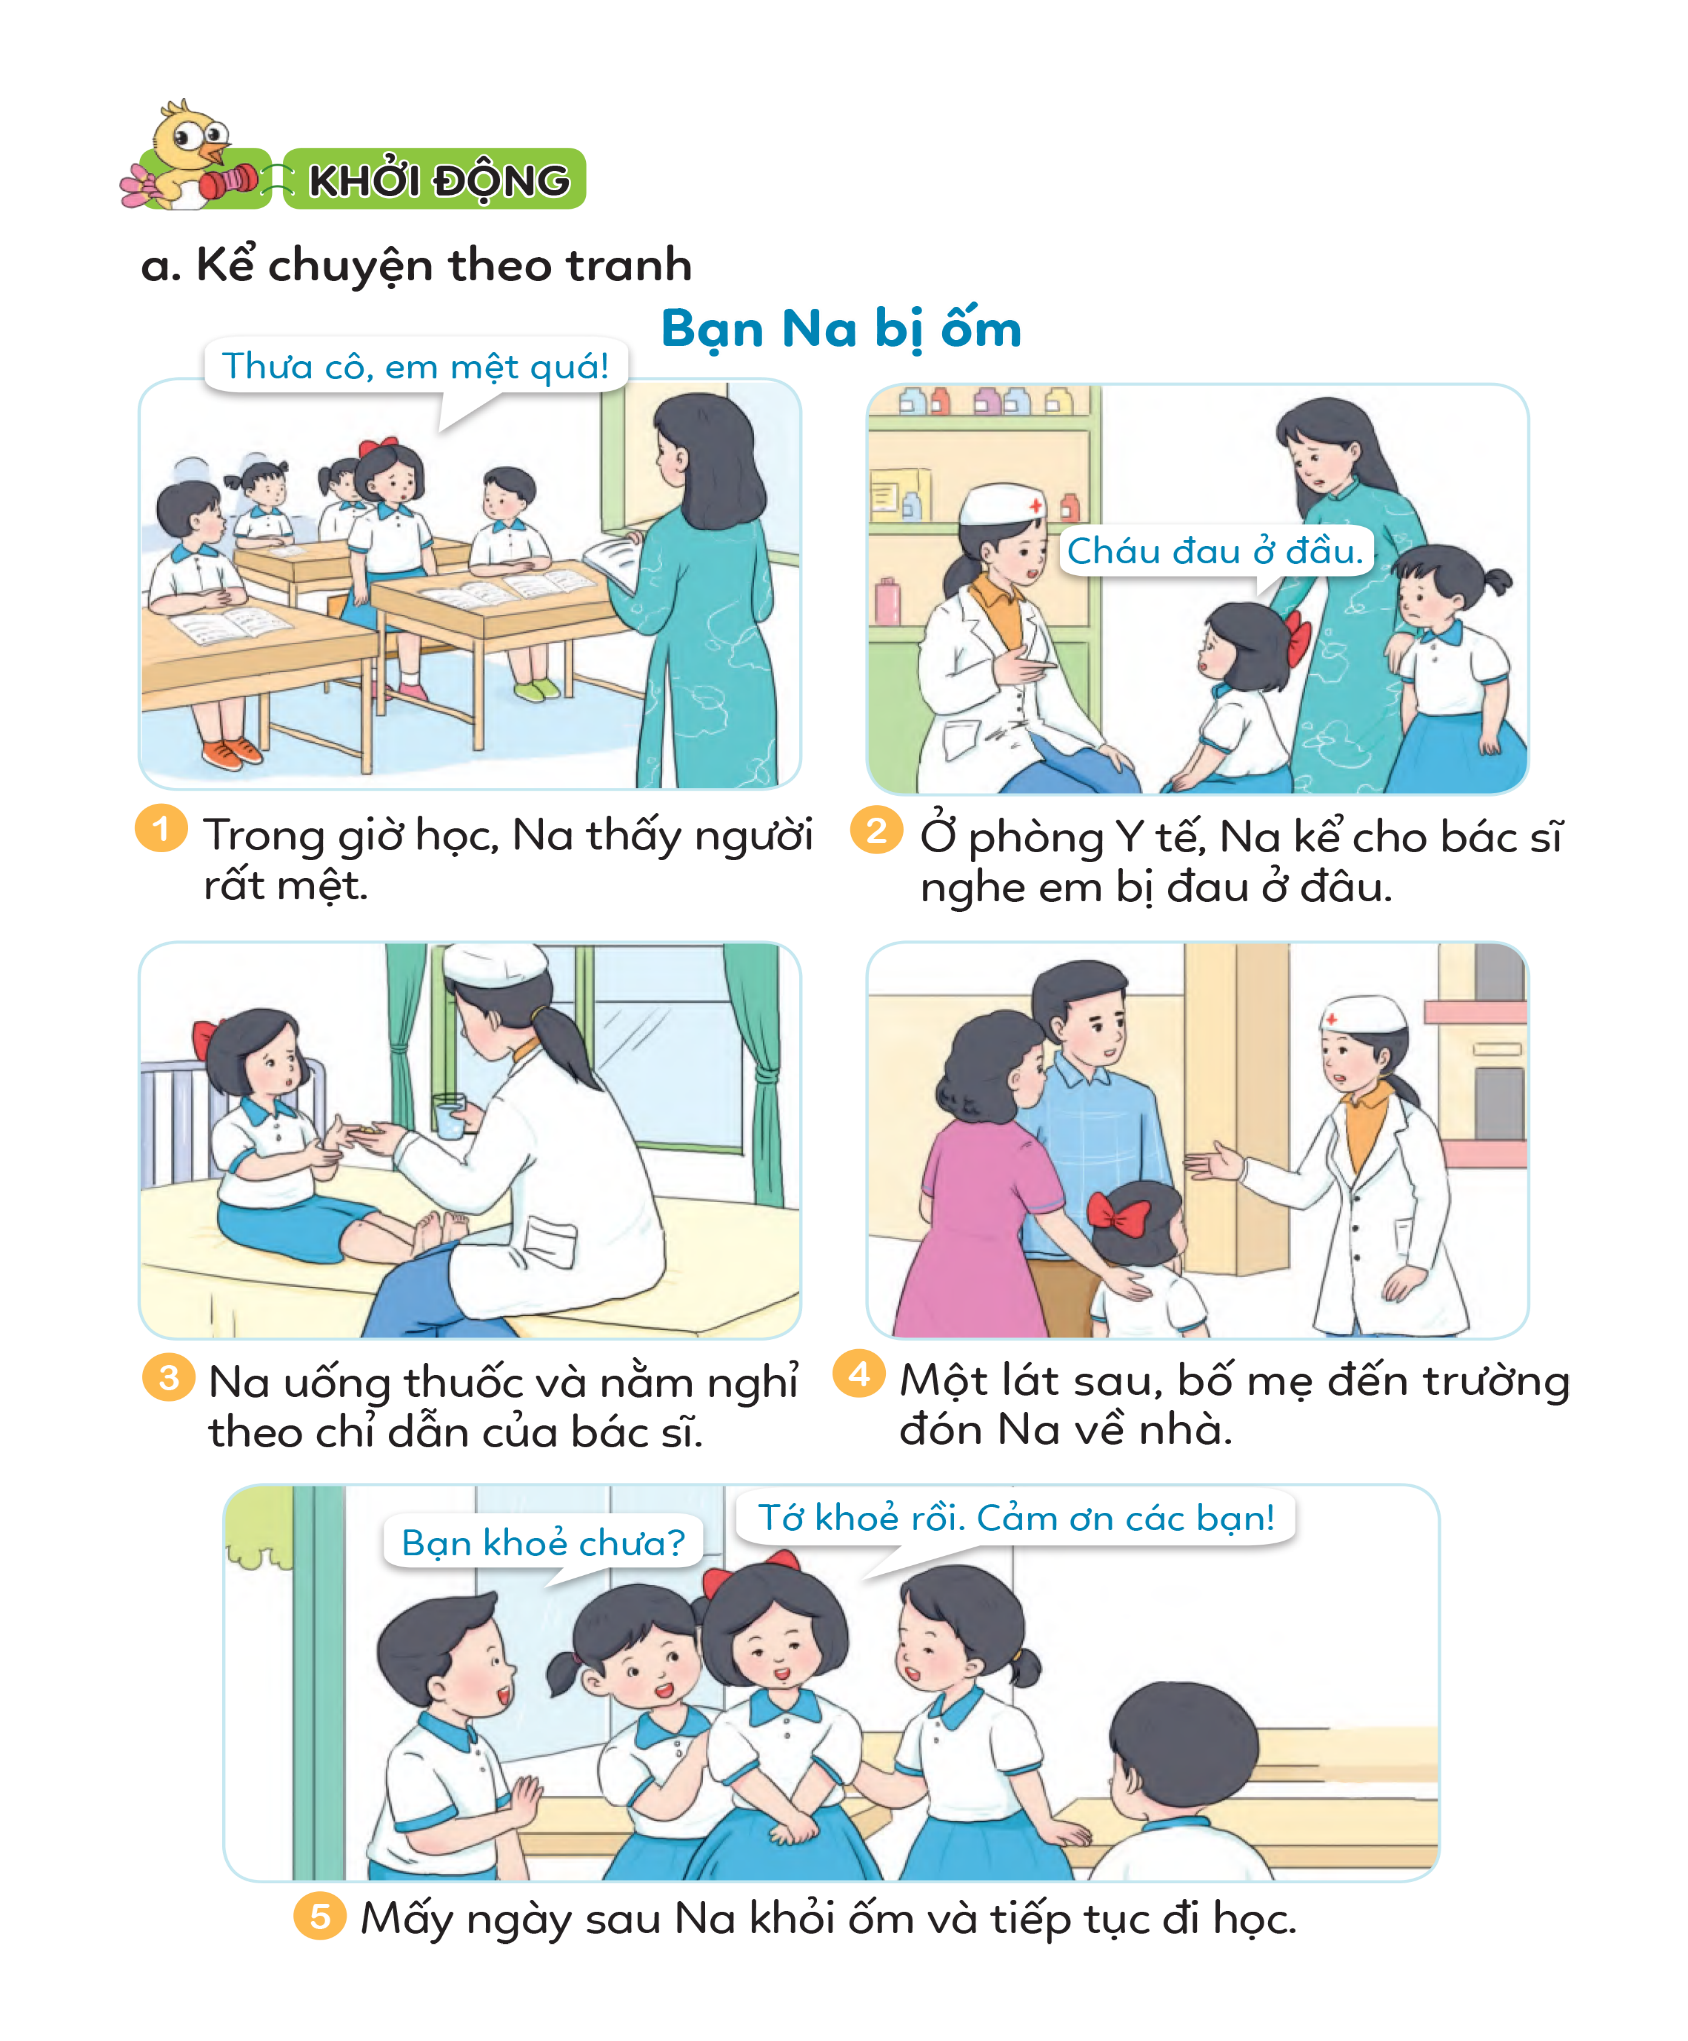 KHỞI ĐỘNG
a. Kể chuyện theo tranh
Bạn Na bị ốm
Thưa cô, em mệt quá!
Cháu đau ở đầu.
1 Trong giờ học, Na thấy người
rất mệt.
2 Ở phòng Y tế, Na kể cho bác sĩ
nghe em bị đau ở đâu.
3 Na uống thuốc và nằm nghỉ
theo chỉ dẫn của bác sĩ.
4 Một lát sau, bố mẹ đến trường
đón Na về nhà.
Bạn khoẻ chưa?
Tớ khoẻ rồi. Cảm ơn các bạn!
5 Mấy ngày sau Na khỏi ốm và tiếp tục đi học.